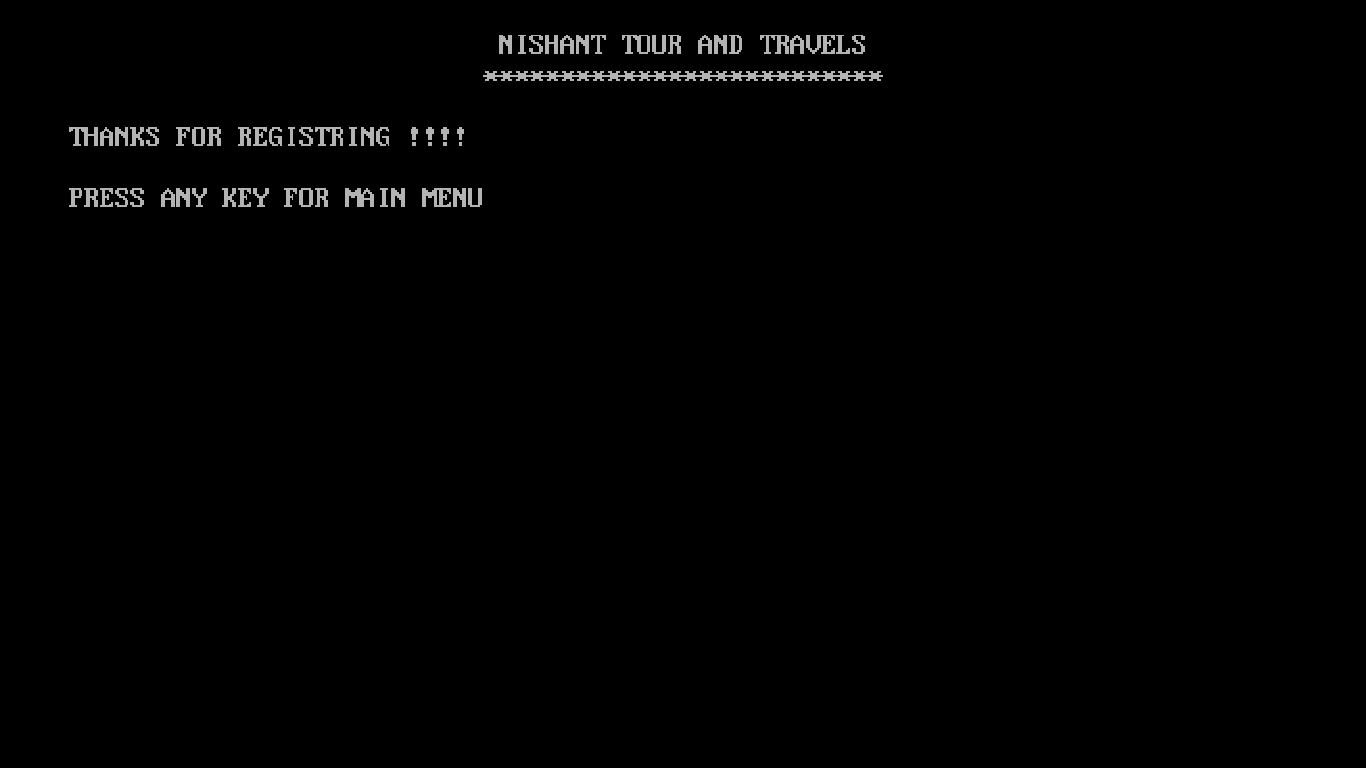 NISHANT TOUR AND TRAVELS
**************************
THANKS FOR REGISTRING !!!!
PRESS ANY KEY FOR MAIN MENU